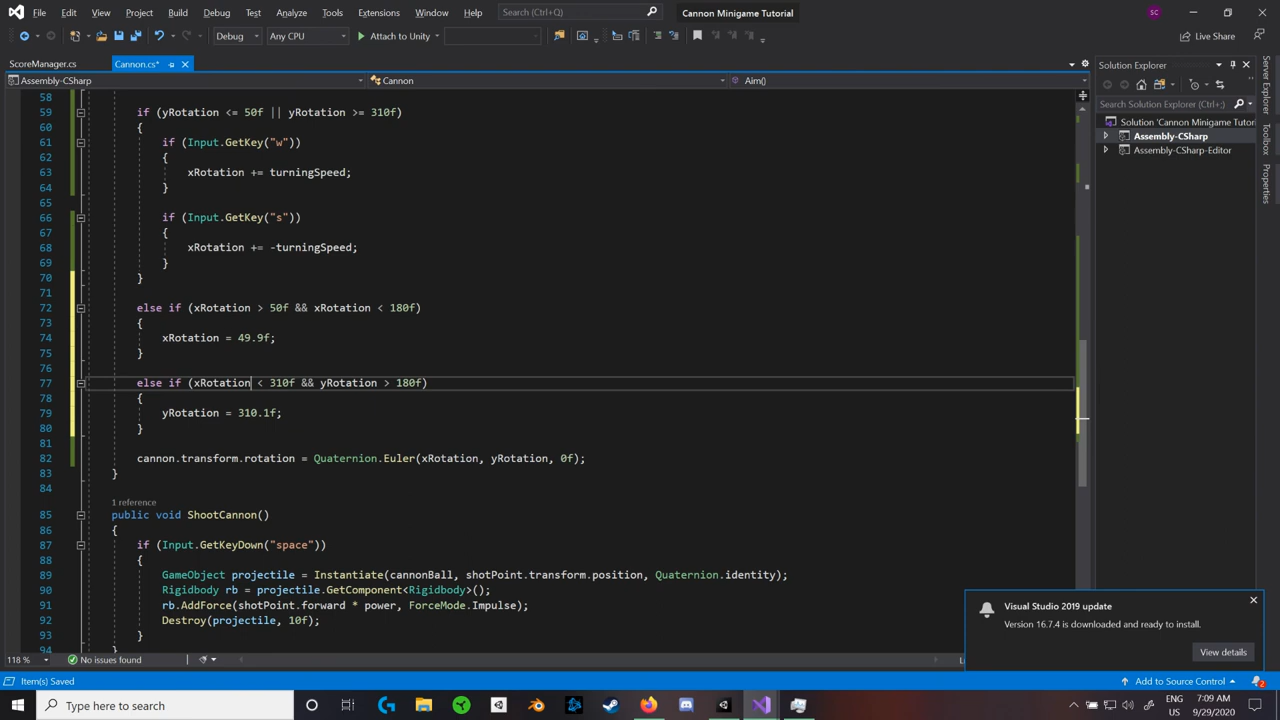 File Edit View Project Build Debug Test Analyze Tools Extensions Window Help Search (Ctrl+Q) Cannon Minigame Tutorial SC
Debug Any CPU Attach to Unity Live Share
ScoreManager.cs Cannon.cs* Solution Explorer
Assembly-CSharp Cannon Aim()
Search Solution Explorer (Ctrl+;)
Solution 'Cannon Minigame Tutor
Assembly-CSharp
Assembly-CSharp-Editor
Server Explorer
Toolbox
Properties
58
59 if (yRotation <= 50f || yRotation >= 310f)
60 {
61 if (Input.GetKey("w"))
62 {
63 xRotation += turningSpeed;
64 }
65
66 if (Input.GetKey("s"))
67 {
68 xRotation += -turningSpeed;
69 }
70 }
71
72 else if (xRotation > 50f && xRotation < 180f)
73 {
74 xRotation = 49.9f;
75 }
76
77 else if (xRotation < 310f && yRotation > 180f)
78 {
79 yRotation = 310.1f;
80 }
81
82 cannon.transform.rotation = Quaternion.Euler(xRotation, yRotation, 0f);
83 }
84
1 reference
85 public void ShootCannon()
86 {
87 if (Input.GetKeyDown("space"))
88 {
89 GameObject projectile = Instantiate(cannonBall, shotPoint.transform.position, Quaternion.identity);
90 Rigidbody rb = projectile.GetComponent<Rigidbody>();
91 rb.AddForce(shotPoint.forward * power, ForceMode.Impulse);
92 Destroy(projectile, 10f);
93 }
94 }
Visual Studio 2019 update
Version 16.7.4 is downloaded and ready to install.
View details
118 % No issues found
Item(s) Saved Add to Source Control 2
Type here to search ENG 7:09 AM
US 9/29/2020